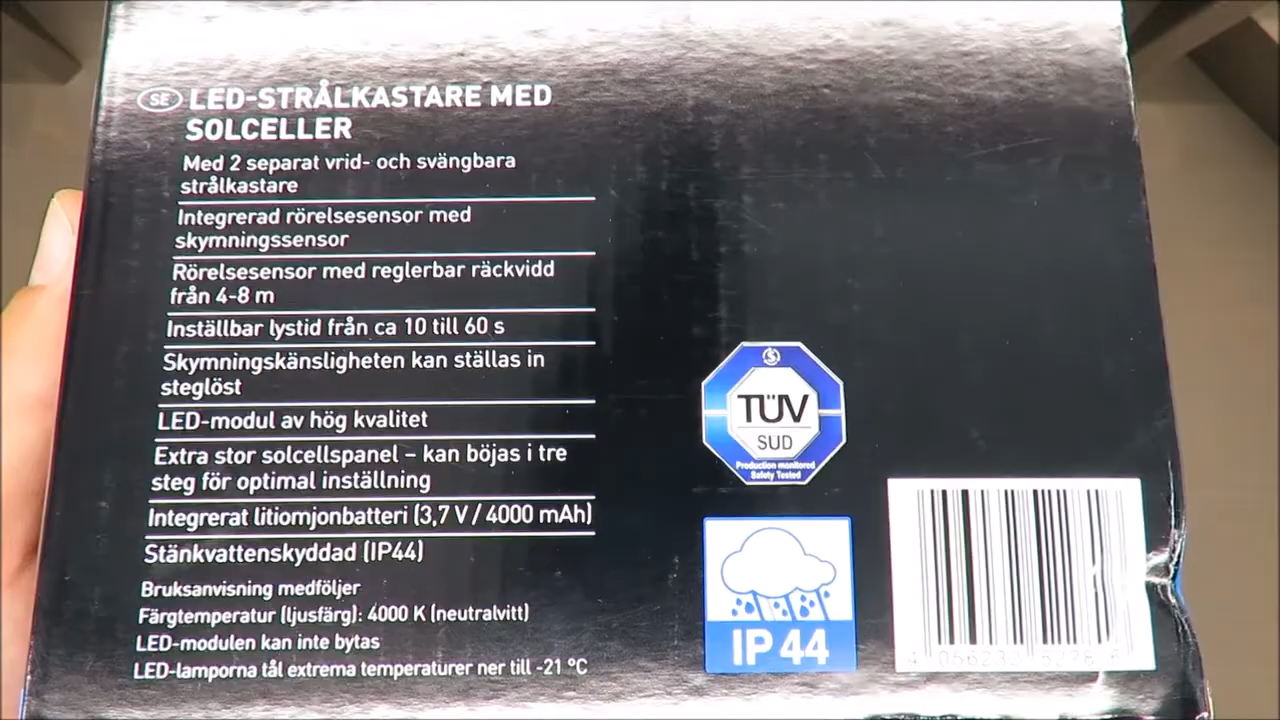 SE LED-STRÅLKASTARE MED
SOLCELLER
Med 2 separat vrid- och svängbara
strålkastare
Integrerad rörelsesensor med
skymningssensor
Rörelsesensor med reglerbar räckvidd
från 4-8 m
Inställbar lystid från ca 10 till 60 s
Skymningskänsligheten kan ställas in
steglöst
LED-modul av hög kvalitet
Extra stor solcellspanel – kan böjas i tre
steg för optimal inställning
Integrerat litiomjonbatteri (3,7 V / 4000 mAh)
Stänkvattenskyddad (IP44)
Bruksanvisning medföljer
Färgtemperatur (ljusfärg): 4000 K (neutralvitt)
LED-modulen kan inte bytas
LED-lamporna tål extrema temperaturer ner till -21 °C
TÜV
SUD
Production monitored
Safety Tested
IP 44